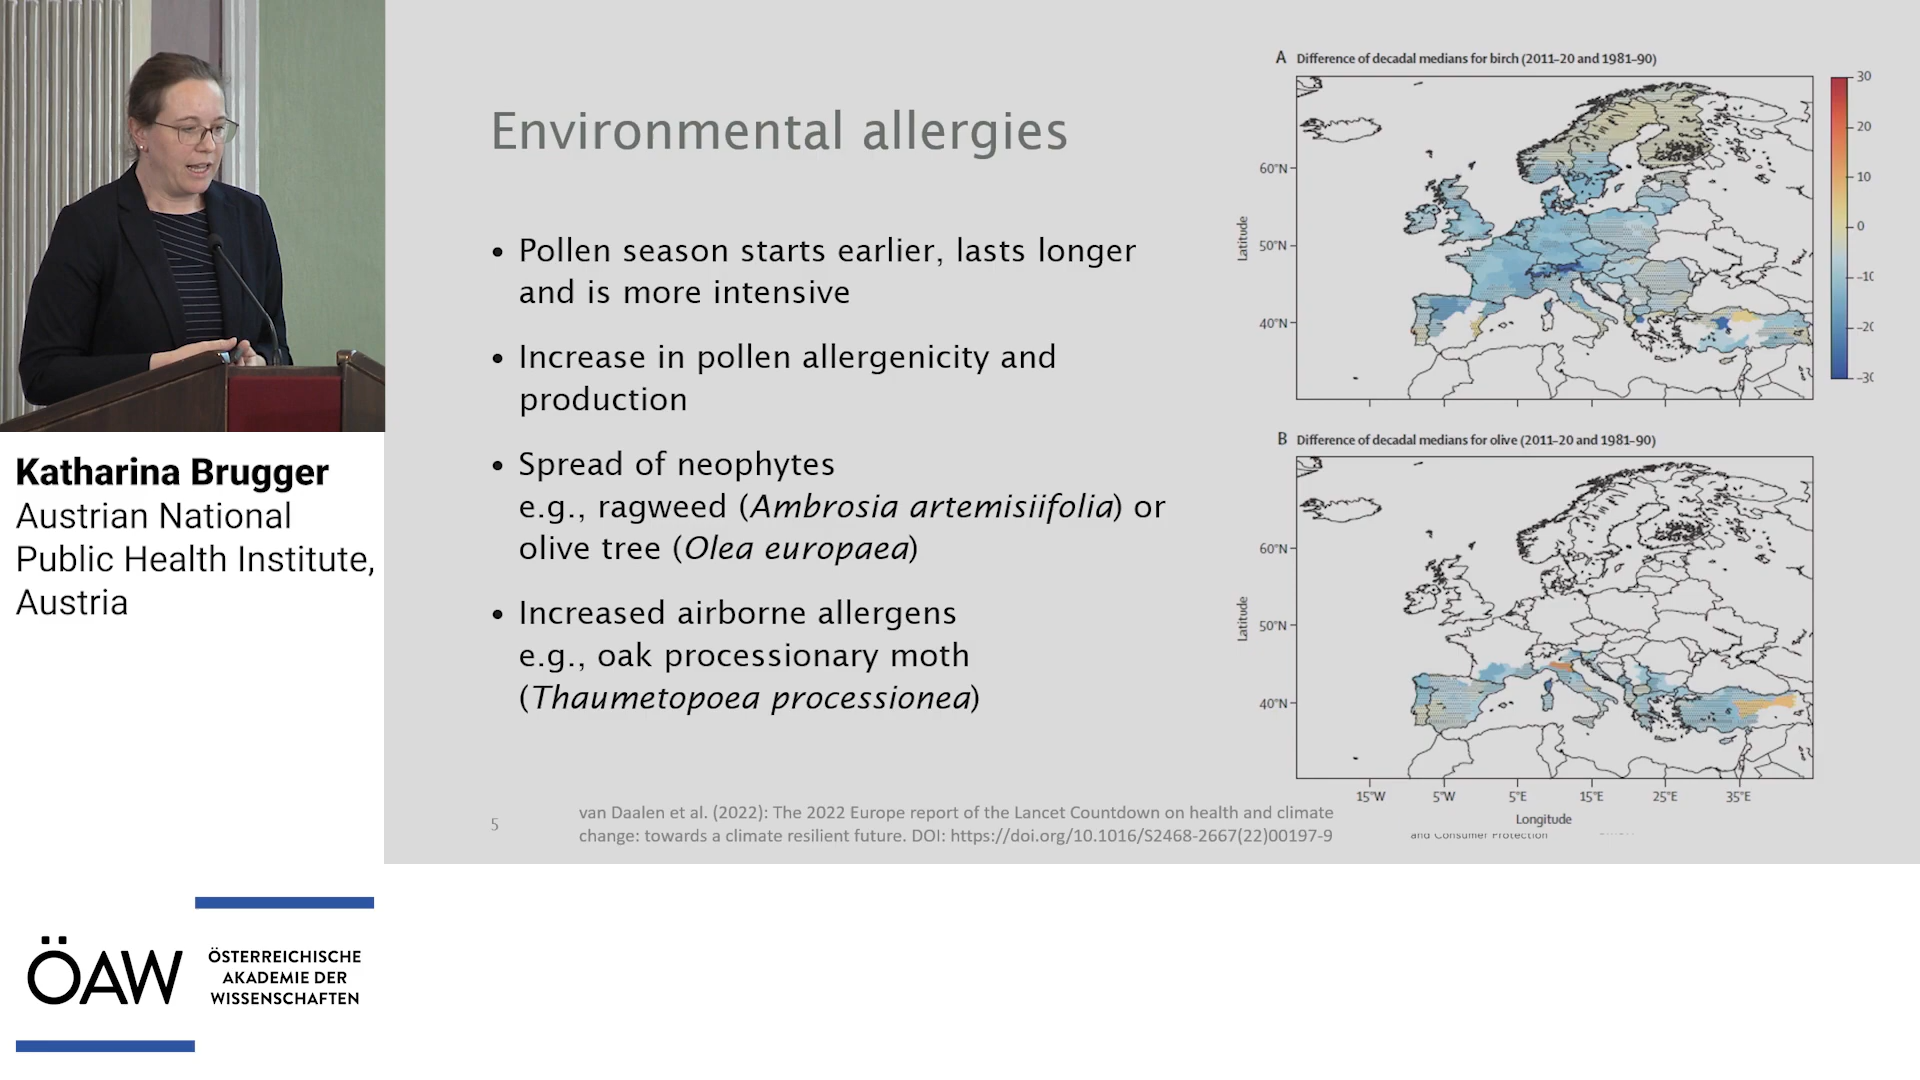 Environmental allergies
• Pollen season starts earlier, lasts longer
and is more intensive
• Increase in pollen allergenicity and
production
• Spread of neophytes
e.g., ragweed (Ambrosia artemisiifolia) or
olive tree (Olea europaea)
• Increased airborne allergens
e.g., oak processionary moth
(Thaumetopoea processionea)
5
van Daalen et al. (2022): The 2022 Europe report of the Lancet Countdown on health and climate
change: towards a climate resilient future. DOI: https://doi.org/10.1016/S2468-2667(22)00197-9
A Difference of decadal medians for birch (2011–20 and 1981–90)
Latitude
60°N
50°N
40°N
30
20
10
0
–10
–20
–30
B Difference of decadal medians for olive (2011–20 and 1981–90)
Latitude
60°N
50°N
40°N
15°W 5°W 5°E 15°E 25°E 35°E
Longitude
and Consumer Protection
Katharina Brugger
Austrian National
Public Health Institute,
Austria
ÖAW
ÖSTERREICHISCHE
AKADEMIE DER
WISSENSCHAFTEN